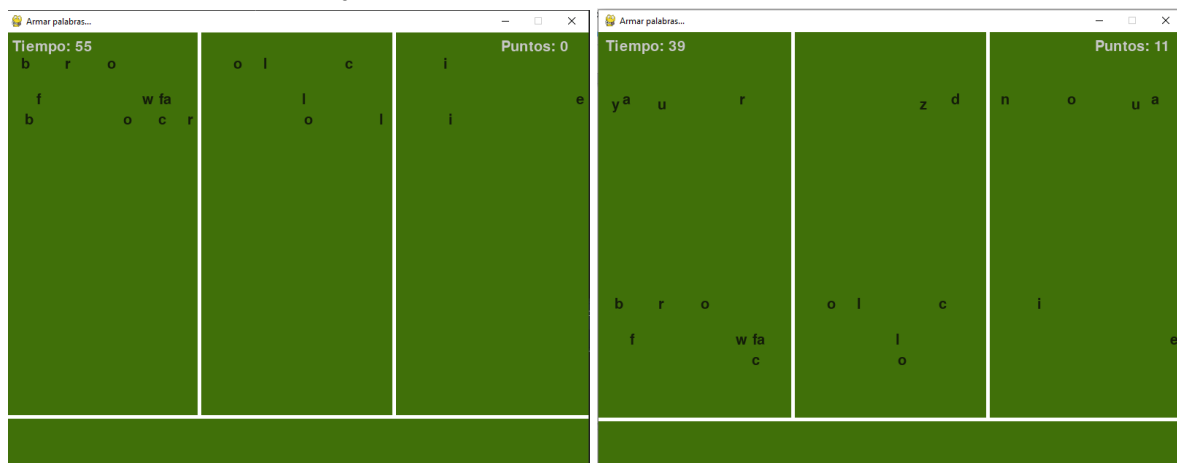 Armar palabras...
Tiempo: 55 Puntos: 0
b r o o l c i
f w fa l e
b o c r o l i
Armar palabras...
Tiempo: 39 Puntos: 11
y a u r z d n o u a
b r o o l c i
f w fa l e
c o